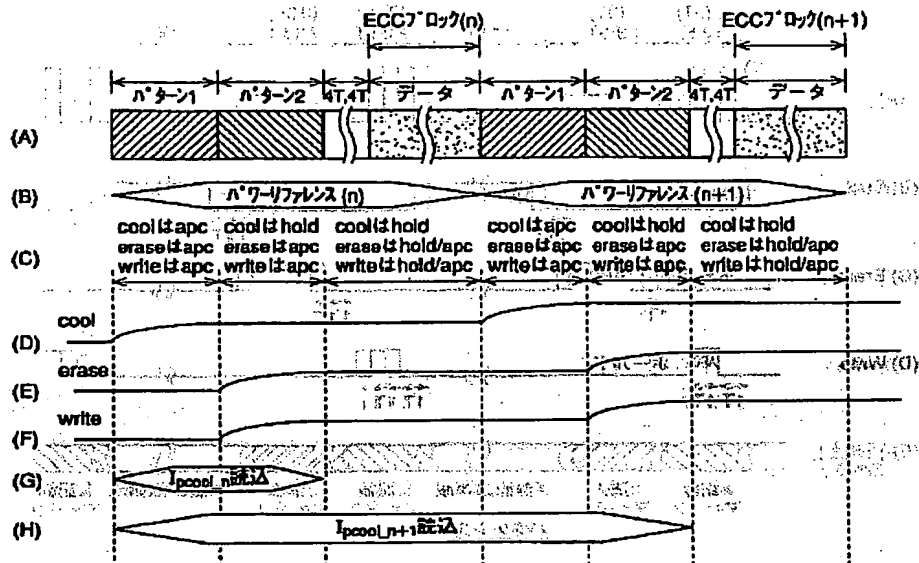 ECCブロック(n)
ECCブロック(n+1)
パターン1
パターン2
4T,4T
データ
パターン1
パターン2
4T,4T
データ
(A)
(B)
パワーリファレンス(n)
パワーリファレンス(n+1)
(C)
coolはapc
eraseはapc
writeはapc
coolはhold
eraseはapc
writeはapc
coolはhold
eraseはhold/apc
writeはhold/apc
coolはapc
eraseはapc
writeはapc
coolはhold
eraseはapc
writeはapc
coolはhold
eraseはhold/apc
writeはhold/apc
cool
(D)
erase
(E)
write
(F)
(G)
Ipcool_n読込
(H)
Ipcool_n+1読込